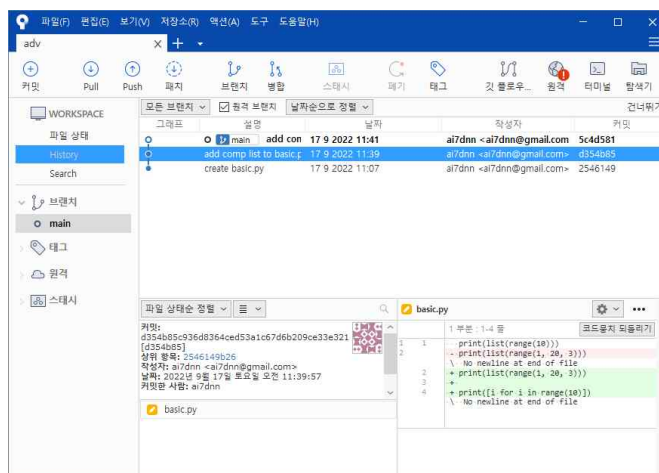 파일(F) 편집(E) 보기(V) 저장소(R) 액션(A) 도구 도움말(H)
adv
커밋 Pull Push 패치 브랜치 병합 스태시 폐기 태그 깃 플로우... 원격 터미널 탐색기
WORKSPACE
파일 상태
History
Search
브랜치
main
태그
원격
스태시
모든 브랜치 원격 브랜치 날짜순으로 정렬 건너뛰기
그래프 설명 날짜 작성자 커밋
main add con 17 9 2022 11:41 ai7dnn <ai7dnn@gmail.com 5c4d581
add comp list to basic.p 17 9 2022 11:39 ai7dnn <ai7dnn@gmail.com> d354b85
create basic.py 17 9 2022 11:07 ai7dnn <ai7dnn@gmail.com> 2546149
파일 상태순 정렬
커밋:
d354b85c936d8364ced53a1c67d6b209ce33e321
[d354b85]
상위 항목: 2546149b26
작성자: ai7dnn <ai7dnn@gmail.com>
날짜: 2022년 9월 17일 토요일 오전 11:39:57
커밋한 사람: ai7dnn
basic.py
basic.py
1 부분 : 1-4 줄 코드뭉치 되돌리기
1 1 print(list(range(10)))
2 - print(list(range(1, 20, 3)))
\ No newline at end of file
2 + print(list(range(1, 20, 3)))
3 +
4 + print([i for i in range(10)])
\ No newline at end of file